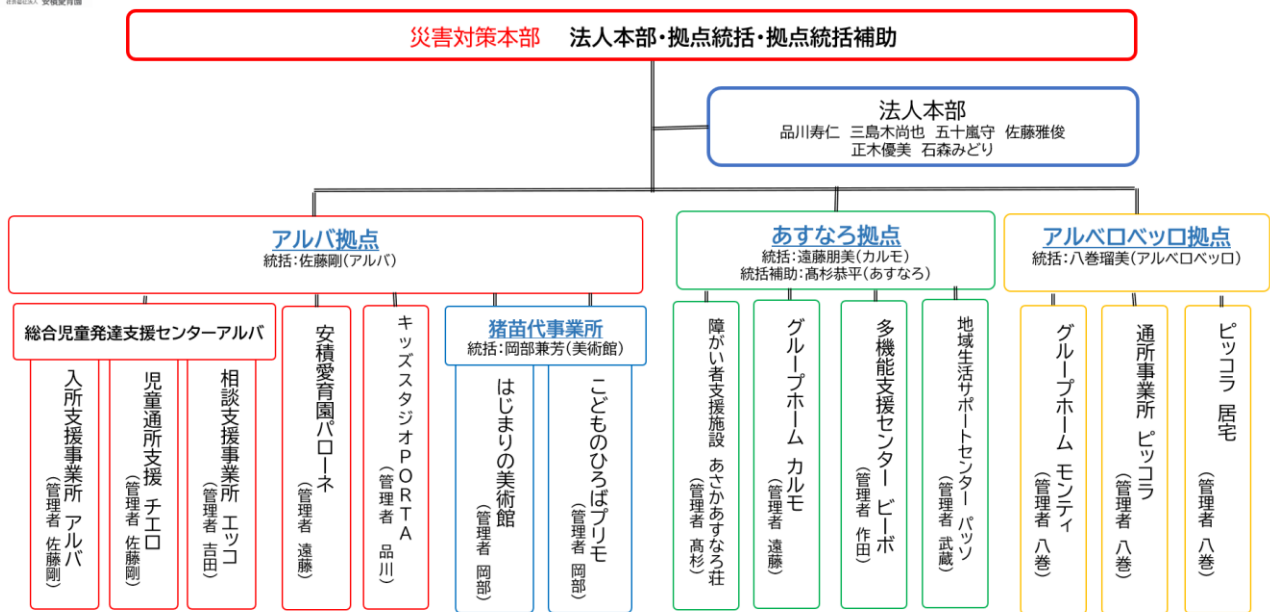 社会福祉法人 安積愛育園
災害対策本部 法人本部・拠点統括・拠点統括補助
法人本部
品川寿仁 三島木尚也 五十嵐守 佐藤雅俊
正木優美 石森みどり
アルバ拠点
統括:佐藤剛(アルバ)
総合児童発達支援センターアルバ
入所支援事業所 アルバ
(管理者 佐藤剛)
児童通所支援 チエロ
(管理者 佐藤剛)
相談支援事業所 エッコ
(管理者 吉田)
安積愛育園パローネ
(管理者 遠藤)
キッズスタジオPORTA
(管理者 品川)
猪苗代事業所
統括:岡部兼芳(美術館)
はじまりの美術館
(管理者 岡部)
こどものひろばプリモ
(管理者 岡部)
あすなろ拠点
統括:遠藤朋美(カルモ)
統括補助:髙杉恭平(あすなろ)
障がい者支援施設 あさかあすなろ荘
(管理者 髙杉)
グループホーム カルモ
(管理者 遠藤)
多機能支援センター ビーボ
(管理者 作田)
地域生活サポートセンター パッソ
(管理者 武藏)
アルベロベッロ拠点
統括:八巻瑠美(アルベロベッロ)
グループホーム モンティ
(管理者 八巻)
通所事業所 ピッコラ
(管理者 八巻)
ピッコラ 居宅
(管理者 八巻)